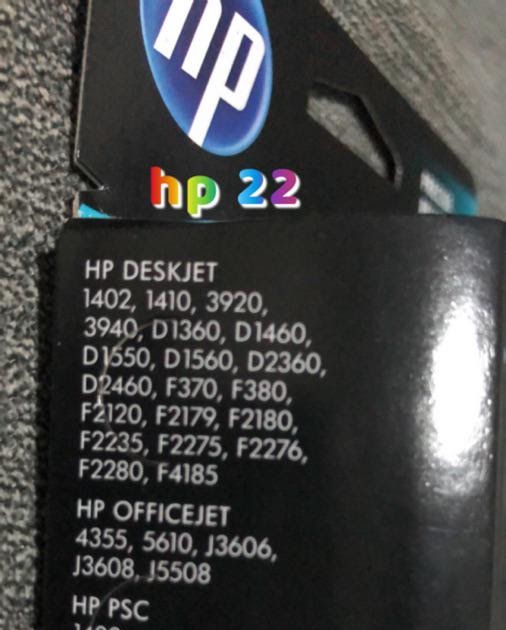 hp
hp 22
HP DESKJET
1402, 1410, 3920,
3940, D1360, D1460,
D1550, D1560, D2360,
D2460, F370, F380,
F2120, F2179, F2180,
F2235, F2275, F2276,
F2280, F4185
HP OFFICEJET
4355, 5610, J3606,
J3608, J5508
HP PSC